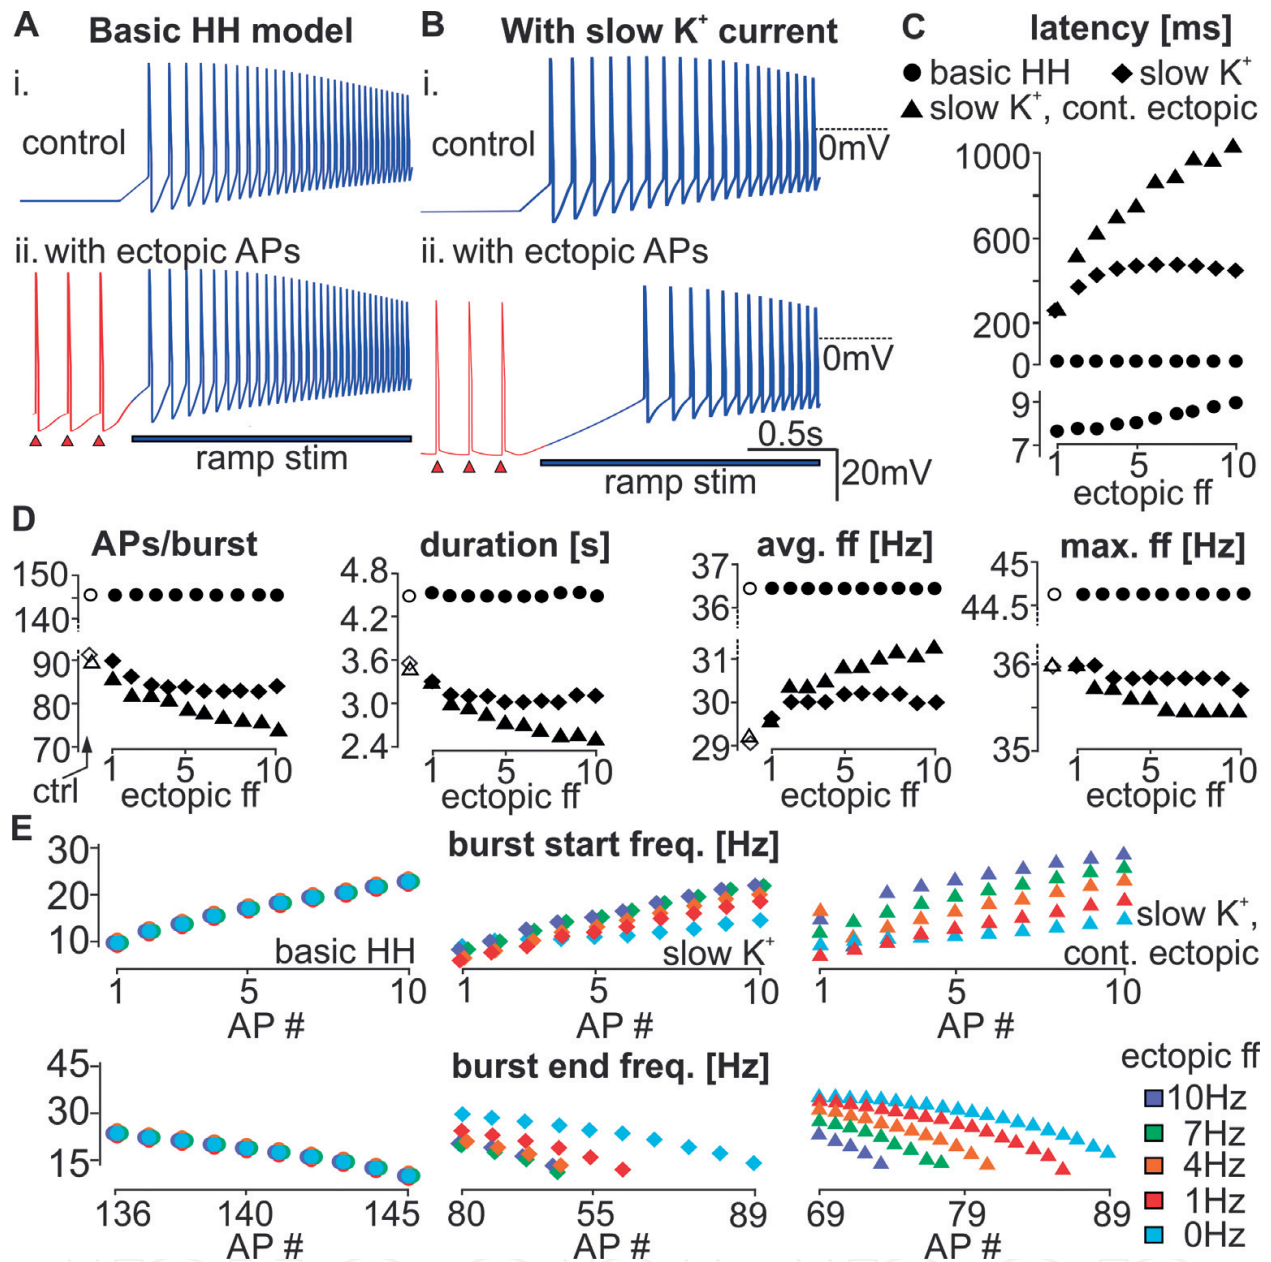 A Basic HH model
i.
control
ii. with ectopic APs
ramp stim
B With slow K+ current
i.
control
0mV
ii. with ectopic APs
0mV
0.5s
20mV
ramp stim
C latency [ms]
basic HH slow K+
slow K+, cont. ectopic
1000
600
200
0
9
7
1 5 10
ectopic ff
D
APs/burst
150
140
90
80
70
ctrl
1 5 10
ectopic ff
duration [s]
4.8
4.2
3.6
3.0
2.4
1 5 10
ectopic ff
avg. ff [Hz]
37
36
31
30
29
1 5 10
ectopic ff
max. ff [Hz]
45
44.5
36
35
1 5 10
ectopic ff
E
burst start freq. [Hz]
30
20
10
basic HH
1 5 10
AP #
slow K+
1 5 10
AP #
slow K+,
cont. ectopic
1 5 10
AP #
burst end freq. [Hz]
45
30
15
136 140 145
AP #
80 55 89
AP #
69 79 89
AP #
ectopic ff
10Hz
7Hz
4Hz
1Hz
0Hz